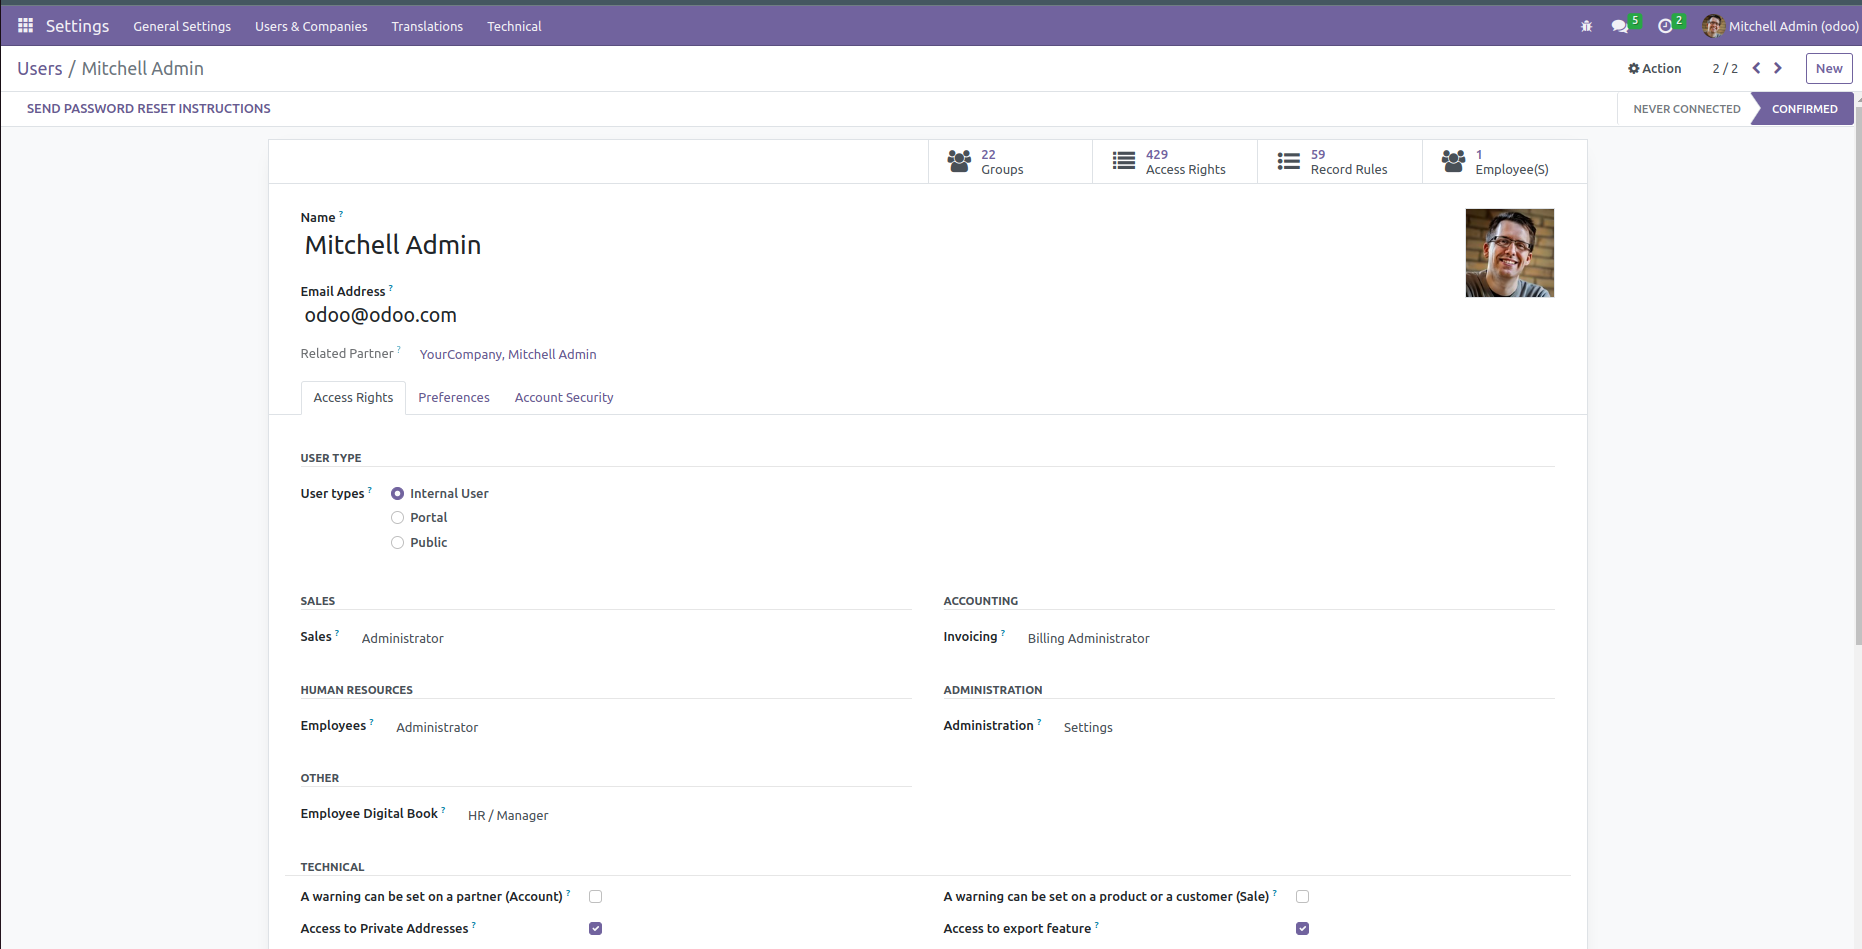 Settings General Settings Users & Companies Translations Technical 5 2 Mitchell Admin (odoo)
Users / Mitchell Admin Action 2 / 2 New
SEND PASSWORD RESET INSTRUCTIONS NEVER CONNECTED CONFIRMED
22 Groups 429 Access Rights 59 Record Rules 1 Employee(S)
Name ?
Mitchell Admin
Email Address ?
odoo@odoo.com
Related Partner ? YourCompany, Mitchell Admin
Access Rights Preferences Account Security
USER TYPE
User types ? Internal User
Portal
Public
SALES ACCOUNTING
Sales ? Administrator Invoicing ? Billing Administrator
HUMAN RESOURCES ADMINISTRATION
Employees ? Administrator Administration ? Settings
OTHER
Employee Digital Book ? HR / Manager
TECHNICAL
A warning can be set on a partner (Account) ? A warning can be set on a product or a customer (Sale) ?
Access to Private Addresses ? Access to export feature ?